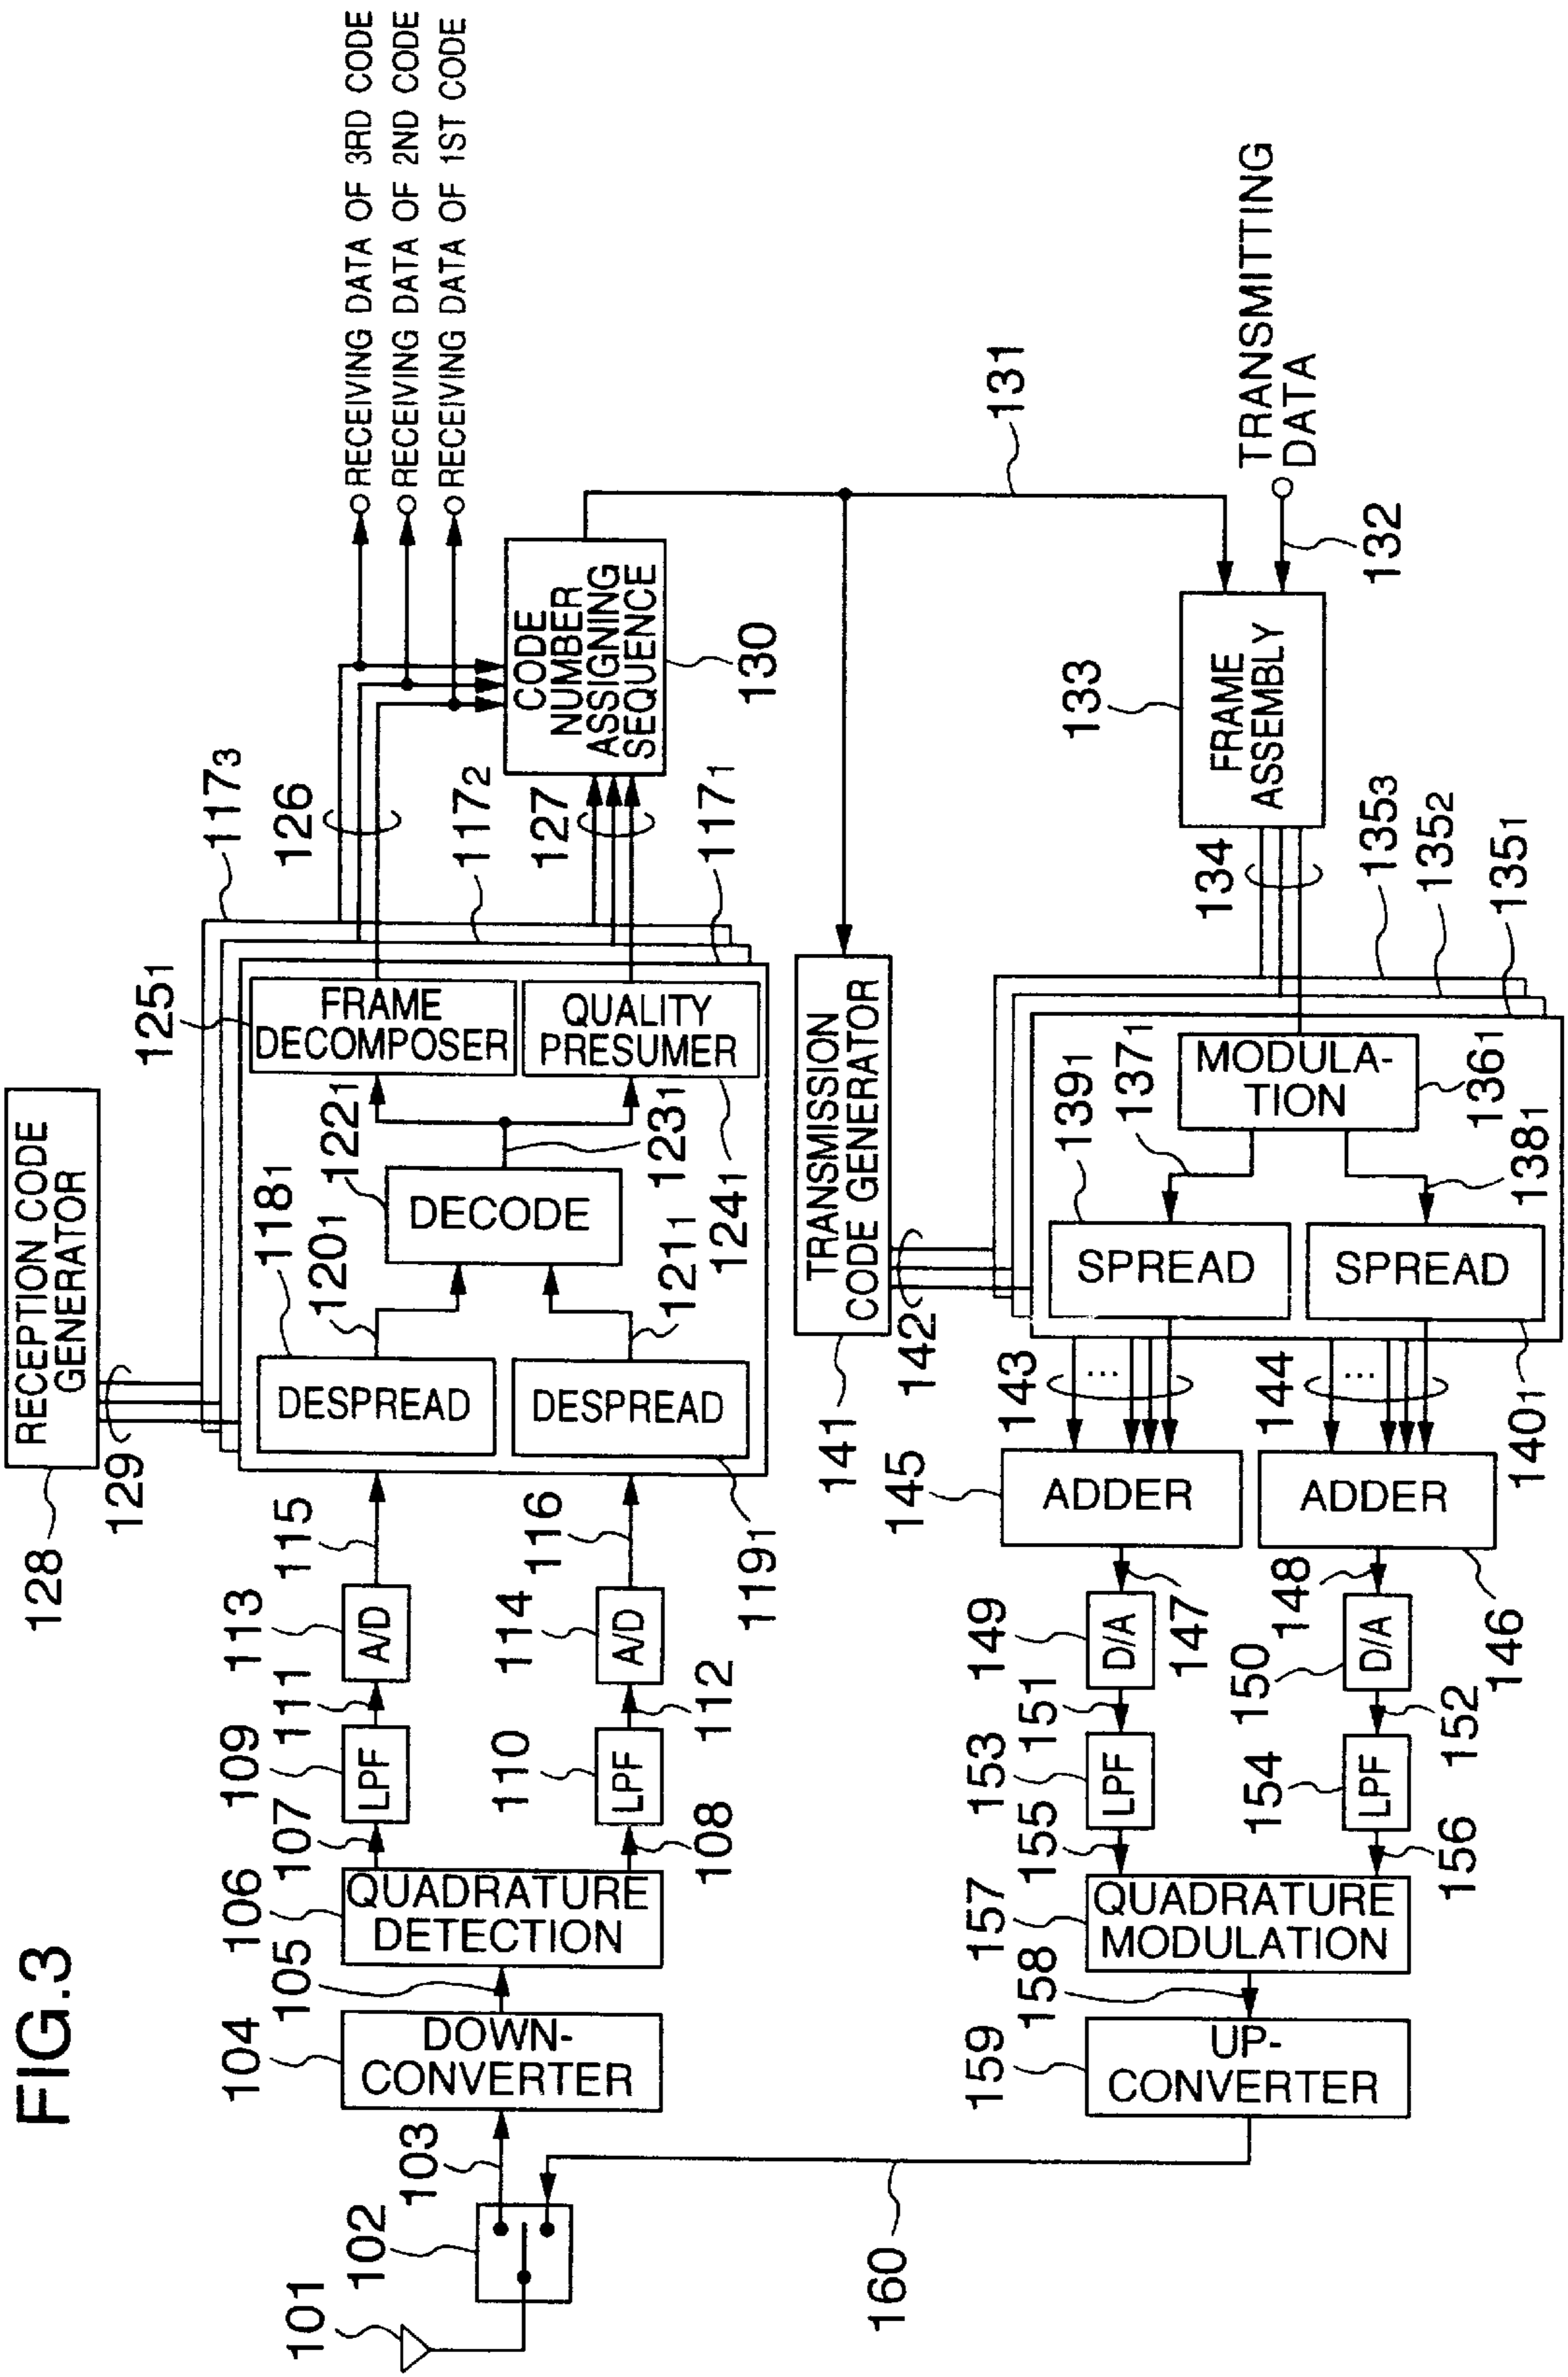 FIG.3
101
102
103
104
DOWN-
CONVERTER
105
106
QUADRATURE
DETECTION
107
108
109
LPF
110
LPF
111
112
113
A/D
114
A/D
115
116
128
RECEPTION CODE
GENERATOR
129
117₃
117₂
117₁
118₁
DESPREAD
119₁
DESPREAD
120₁
121₁
122₁
DECODE
123₁
124₁
QUALITY
PRESUMER
125₁
FRAME
DECOMPOSER
126
127
CODE
NUMBER
ASSIGNING
SEQUENCE
130
RECEIVING DATA OF 3RD CODE
RECEIVING DATA OF 2ND CODE
RECEIVING DATA OF 1ST CODE
131
TRANSMITTING
DATA
132
133
FRAME
ASSEMBLY
134
135₃
135₂
135₁
MODULA-
TION
136₁
137₁
138₁
139₁
SPREAD
SPREAD
140₁
141
TRANSMISSION
CODE GENERATOR
142
143
...
144
...
145
ADDER
ADDER
146
147
148
149
D/A
150
D/A
151
152
153
LPF
154
LPF
155
156
157
QUADRATURE
MODULATION
158
159
UP-
CONVERTER
160